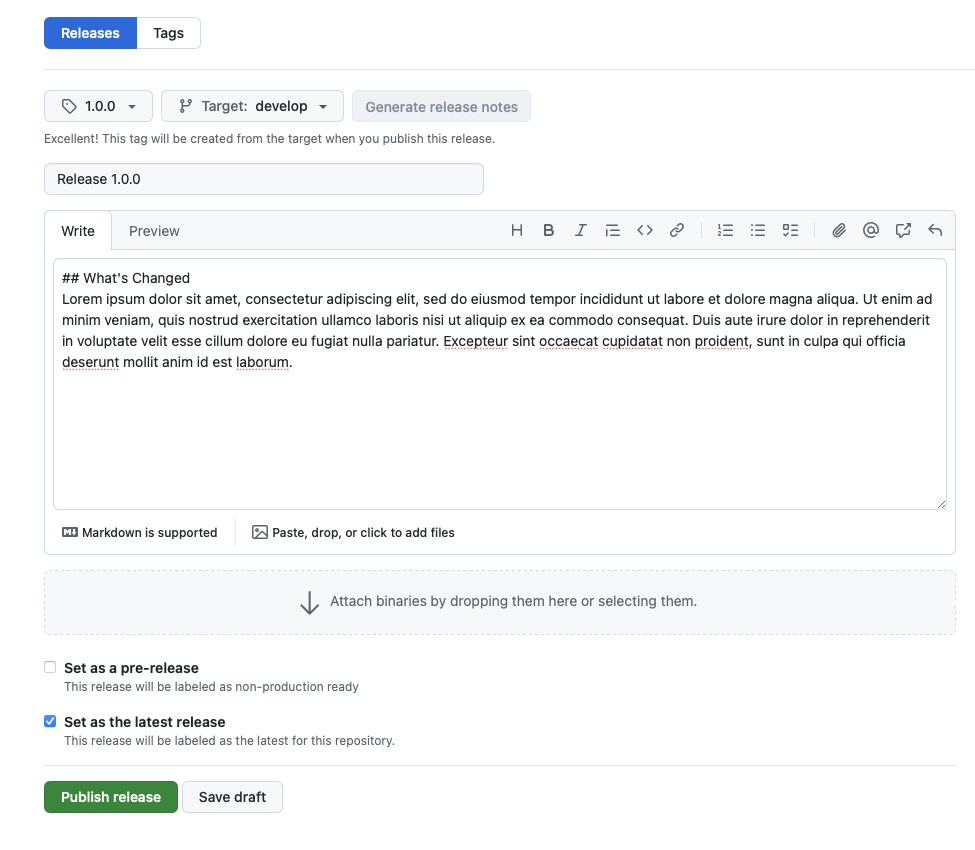 Releases Tags
1.0.0 Target: develop Generate release notes
Excellent! This tag will be created from the target when you publish this release.
Release 1.0.0
Write Preview
## What's Changed
Lorem ipsum dolor sit amet, consectetur adipiscing elit, sed do eiusmod tempor incididunt ut labore et dolore magna aliqua. Ut enim ad
minim veniam, quis nostrud exercitation ullamco laboris nisi ut aliquip ex ea commodo consequat. Duis aute irure dolor in reprehenderit
in voluptate velit esse cillum dolore eu fugiat nulla pariatur. Excepteur sint occaecat cupidatat non proident, sunt in culpa qui officia
deserunt mollit anim id est laborum.
Markdown is supported Paste, drop, or click to add files
Attach binaries by dropping them here or selecting them.
Set as a pre-release
This release will be labeled as non-production ready
Set as the latest release
This release will be labeled as the latest for this repository.
Publish release Save draft